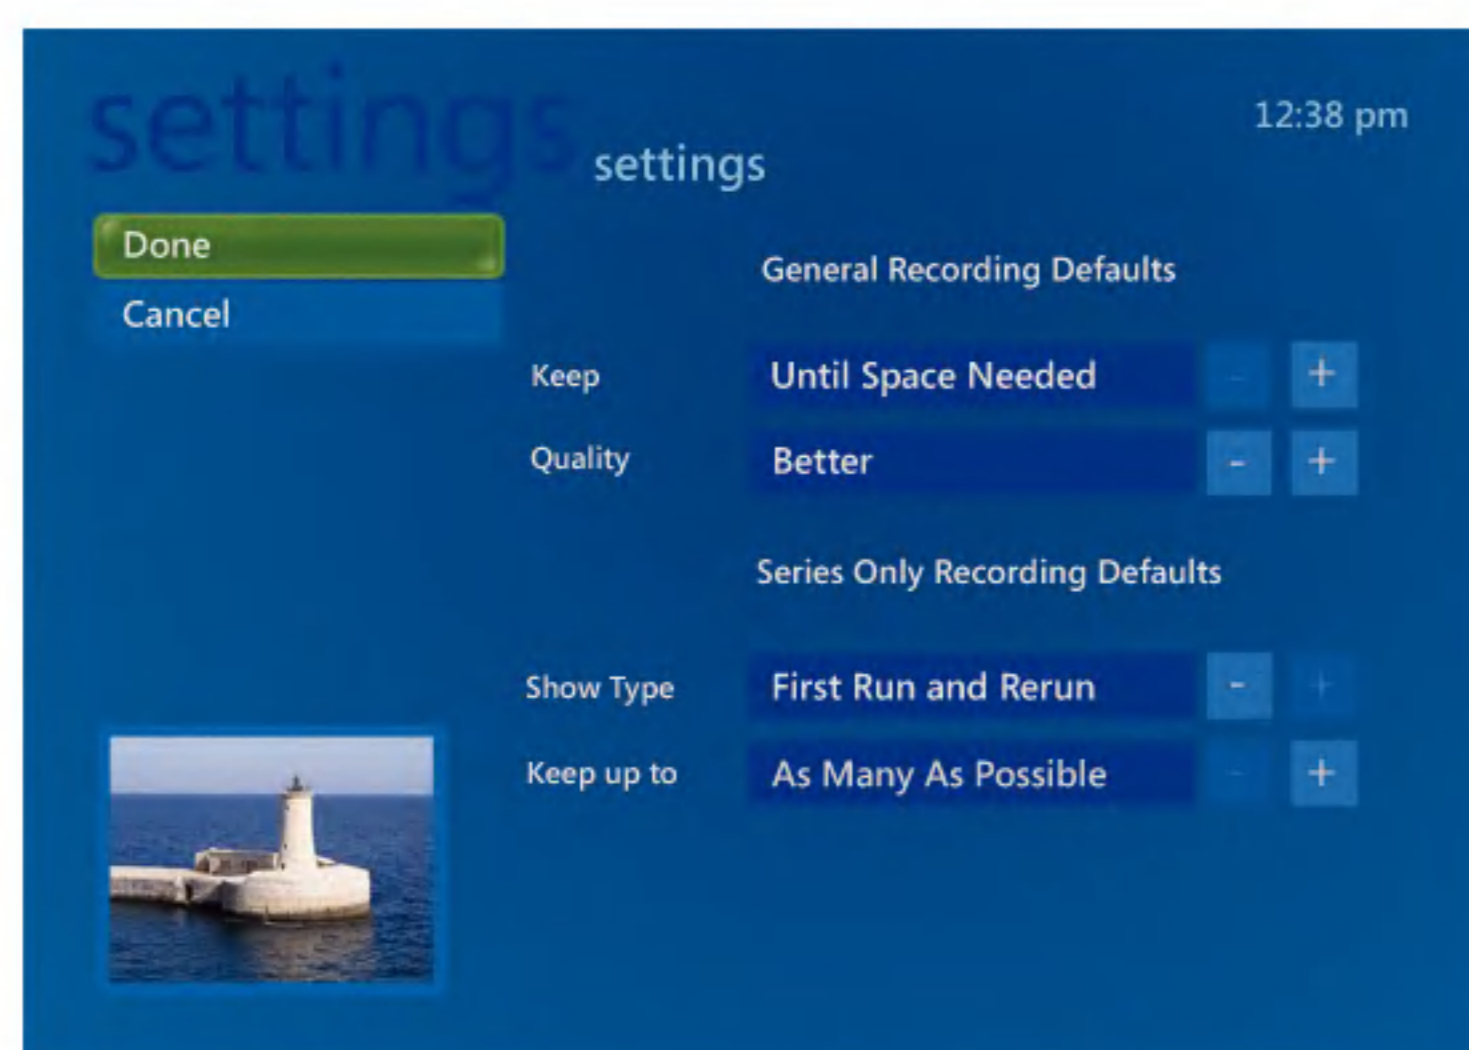 settings
settings
12:38 pm
Done
Cancel
General Recording Defaults
Keep
Until Space Needed
- +
Quality
Better
- +
Series Only Recording Defaults
Show Type
First Run and Rerun
- +
Keep up to
As Many As Possible
- +